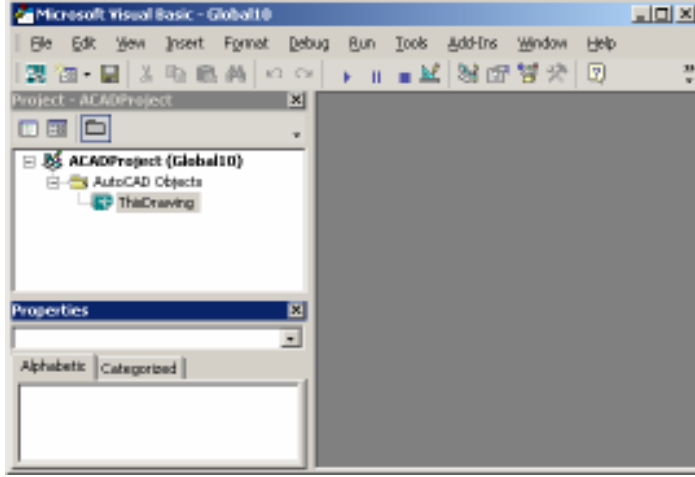 Microsoft Visual Basic - Global10
File Edit View Insert Format Debug Run Tools Add-Ins Window Help
Project - ACADProject
ACADProject (Global10)
AutoCAD Objects
ThisDrawing
Properties
Alphabetic Categorized